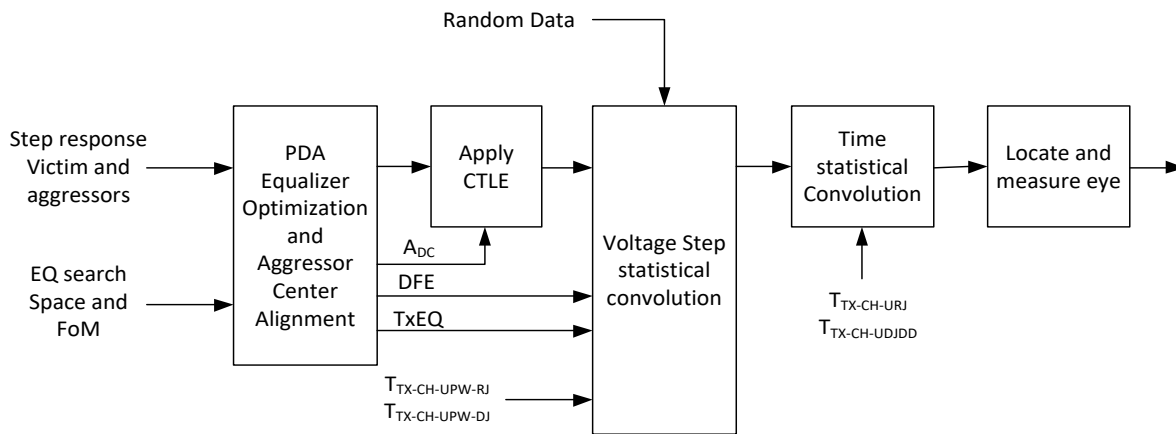 Random Data
Step response
Victim and
aggressors
EQ search
Space and
FoM
PDA
Equalizer
Optimization
and
Aggressor
Center
Alignment
Apply
CTLE
ADC
DFE
TxEQ
TTX-CH-UPW-RJ
TTX-CH-UPW-DJ
Voltage Step
statistical
convolution
Time
statistical
Convolution
TTX-CH-URJ
TTX-CH-UDJDD
Locate and
measure eye